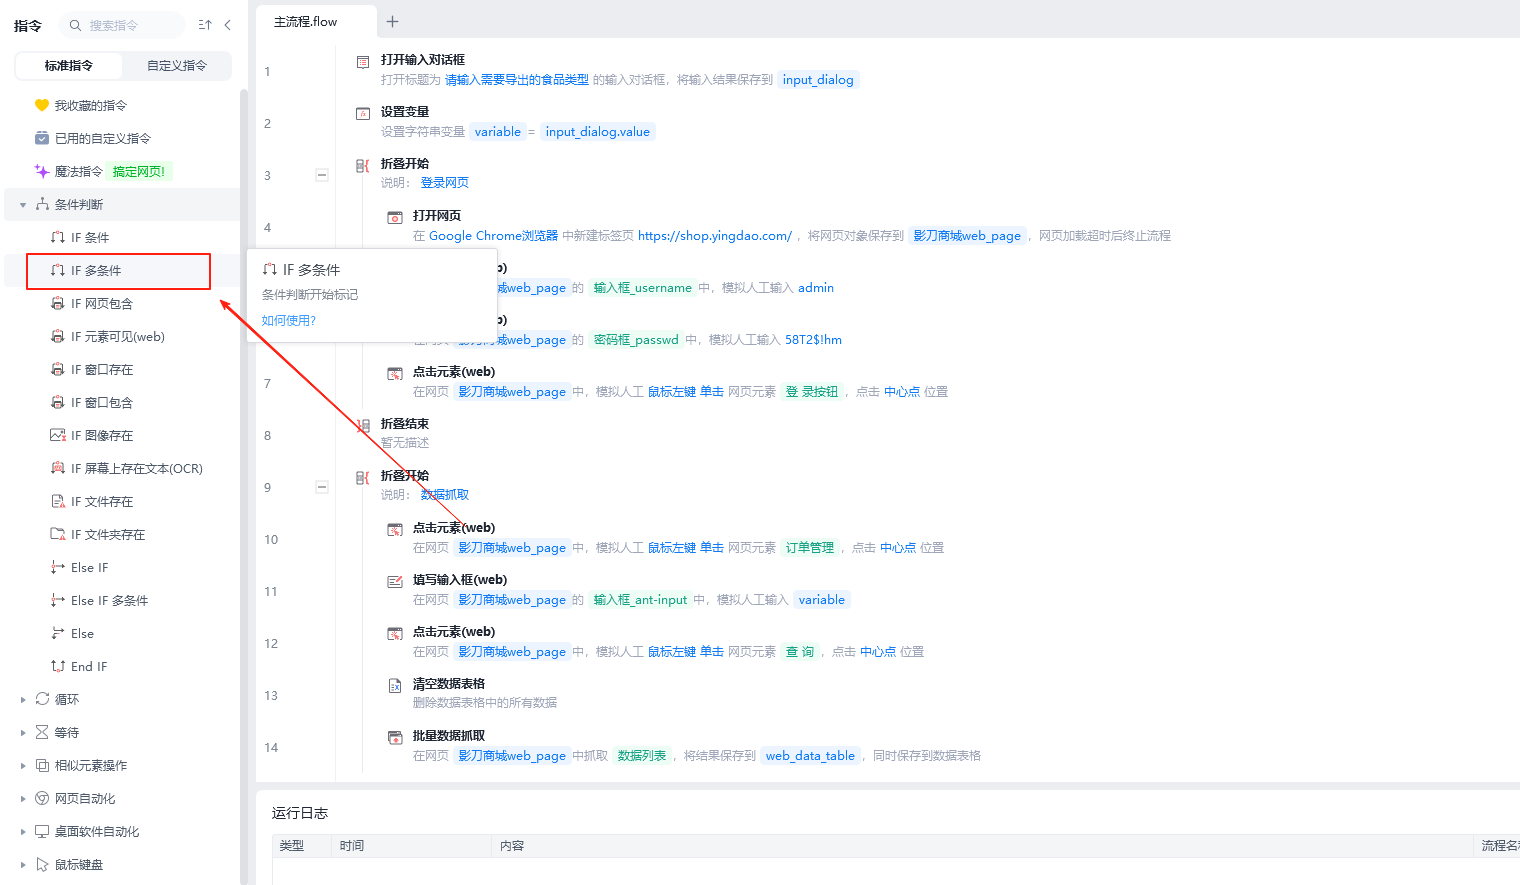 指令
搜索指令
标准指令
自定义指令
我收藏的指令
已用的自定义指令
魔法指令 搞定网页!
条件判断
IF 条件
IF 多条件
IF 网页包含
IF 元素可见(web)
IF 窗口存在
IF 窗口包含
IF 图像存在
IF 屏幕上存在文本(OCR)
IF 文件存在
IF 文件夹存在
Else IF
Else IF 多条件
Else
End IF
循环
等待
相似元素操作
网页自动化
桌面软件自动化
鼠标键盘
IF 多条件
条件判断开始标记
如何使用?
主流程.flow
1
打开输入对话框
打开标题为 请输入需要导出的食品类型 的输入对话框，将输入结果保存到 input_dialog
2
设置变量
设置字符串变量 variable = input_dialog.value
3
折叠开始
说明： 登录网页
4
打开网页
在 Google Chrome浏览器 中新建标签页 https://shop.yingdao.com/ ，将网页对象保存到 影刀商城web_page ，网页加载超时后终止流程
b)
web_page 的 输入框_username 中，模拟人工输入 admin
b)
web_page 的 密码框_passwd 中，模拟人工输入 58T2$!hm
7
点击元素(web)
在网页 影刀商城web_page 中，模拟人工 鼠标左键 单击 网页元素 登 录按钮 ，点击 中心点 位置
8
折叠结束
暂无描述
9
折叠开始
说明： 数据抓取
10
点击元素(web)
在网页 影刀商城web_page 中，模拟人工 鼠标左键 单击 网页元素 订单管理 ，点击 中心点 位置
11
填写输入框(web)
在网页 影刀商城web_page 的 输入框_ant-input 中，模拟人工输入 variable
12
点击元素(web)
在网页 影刀商城web_page 中，模拟人工 鼠标左键 单击 网页元素 查 询 ，点击 中心点 位置
13
清空数据表格
删除数据表格中的所有数据
14
批量数据抓取
在网页 影刀商城web_page 中抓取 数据列表 ，将结果保存到 web_data_table ，同时保存到数据表格
运行日志
类型
时间
内容
流程名